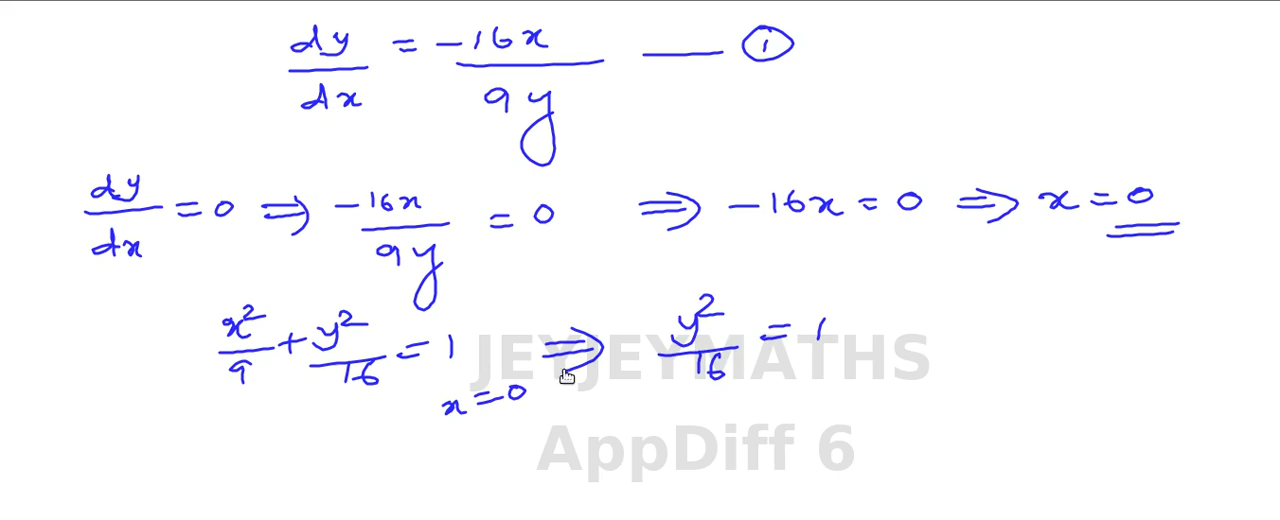 dy/dx = -16x/9y —— ①
dy/dx = 0 ⇒ -16x/9y = 0 ⇒ -16x = 0 ⇒ x = 0
x²/9 + y²/16 = 1 ⇒ y²/16 = 1
x = 0
JEYJEYMATHS
AppDiff 6